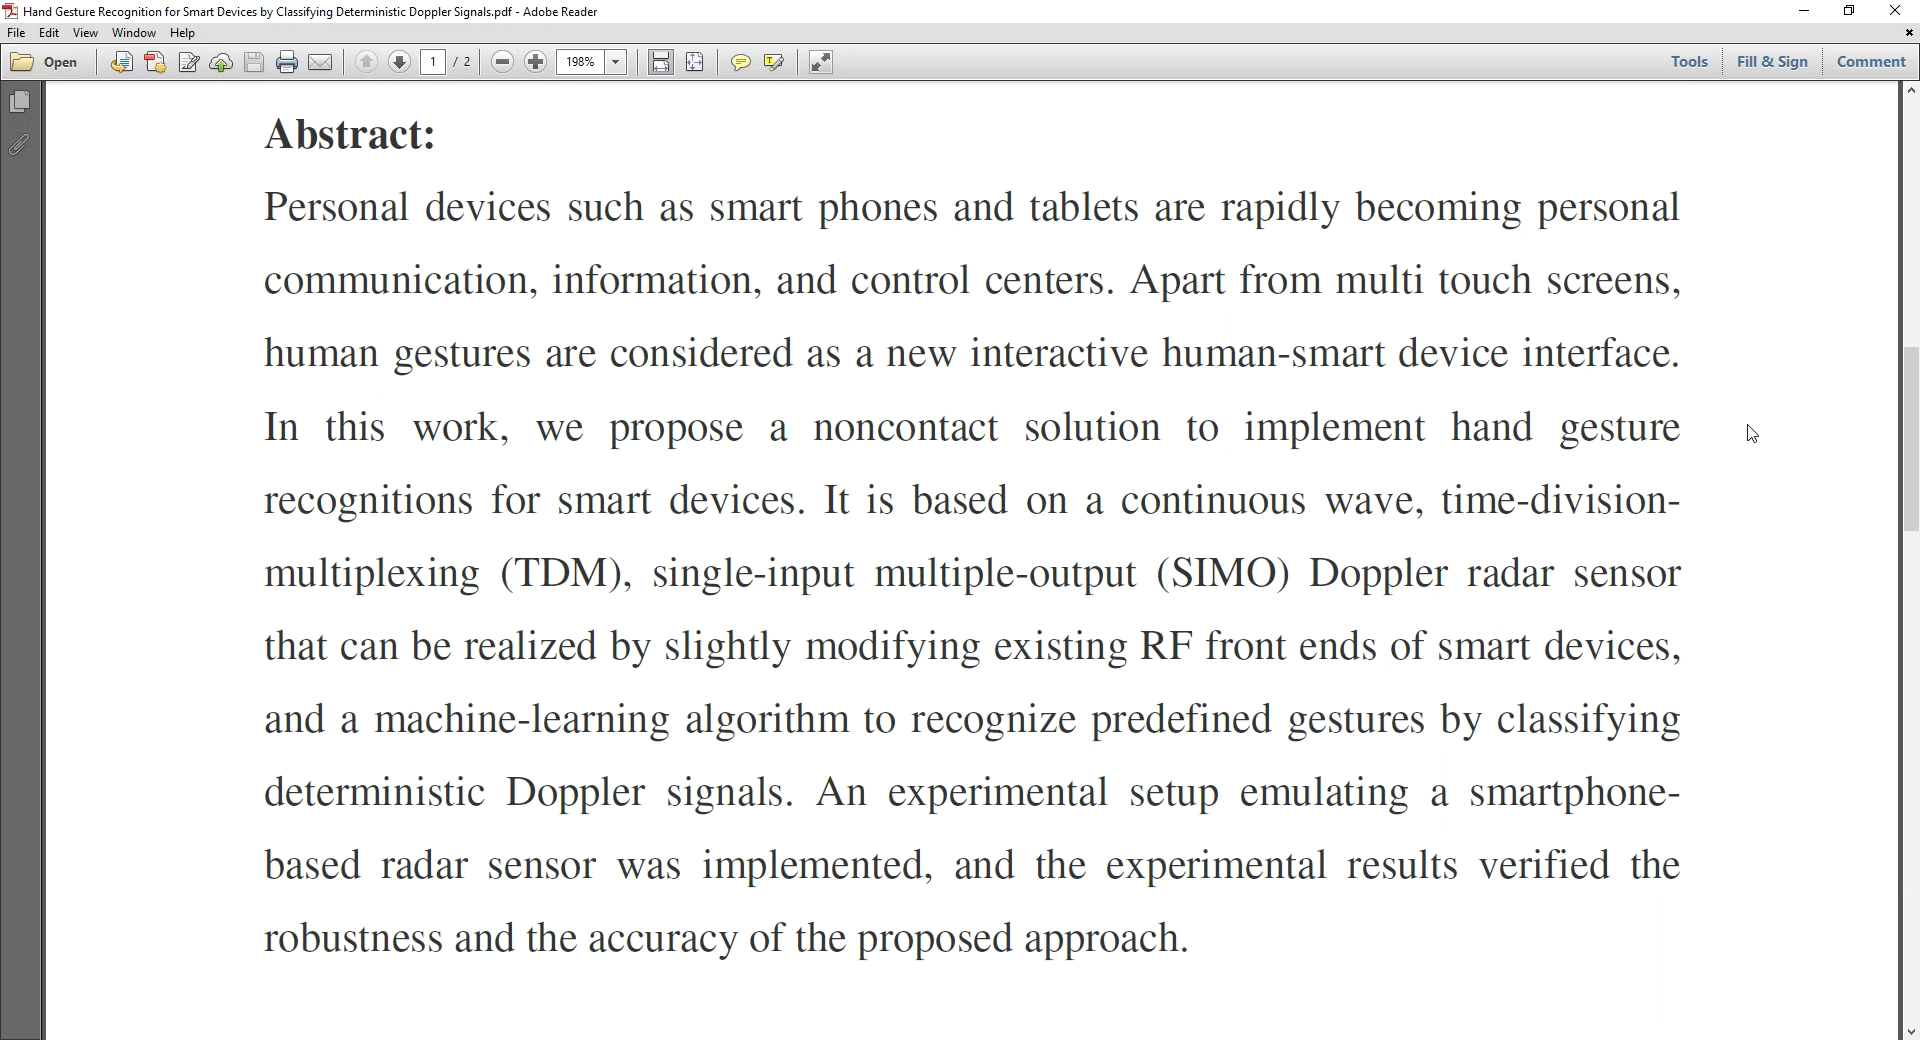 Hand Gesture Recognition for Smart Devices by Classifying Deterministic Doppler Signals.pdf - Adobe Reader
File Edit View Window Help
Open 1 / 2 198% Tools Fill & Sign Comment
Abstract:
Personal devices such as smart phones and tablets are rapidly becoming personal
communication, information, and control centers. Apart from multi touch screens,
human gestures are considered as a new interactive human-smart device interface.
In this work, we propose a noncontact solution to implement hand gesture
recognitions for smart devices. It is based on a continuous wave, time-division-
multiplexing (TDM), single-input multiple-output (SIMO) Doppler radar sensor
that can be realized by slightly modifying existing RF front ends of smart devices,
and a machine-learning algorithm to recognize predefined gestures by classifying
deterministic Doppler signals. An experimental setup emulating a smartphone-
based radar sensor was implemented, and the experimental results verified the
robustness and the accuracy of the proposed approach.